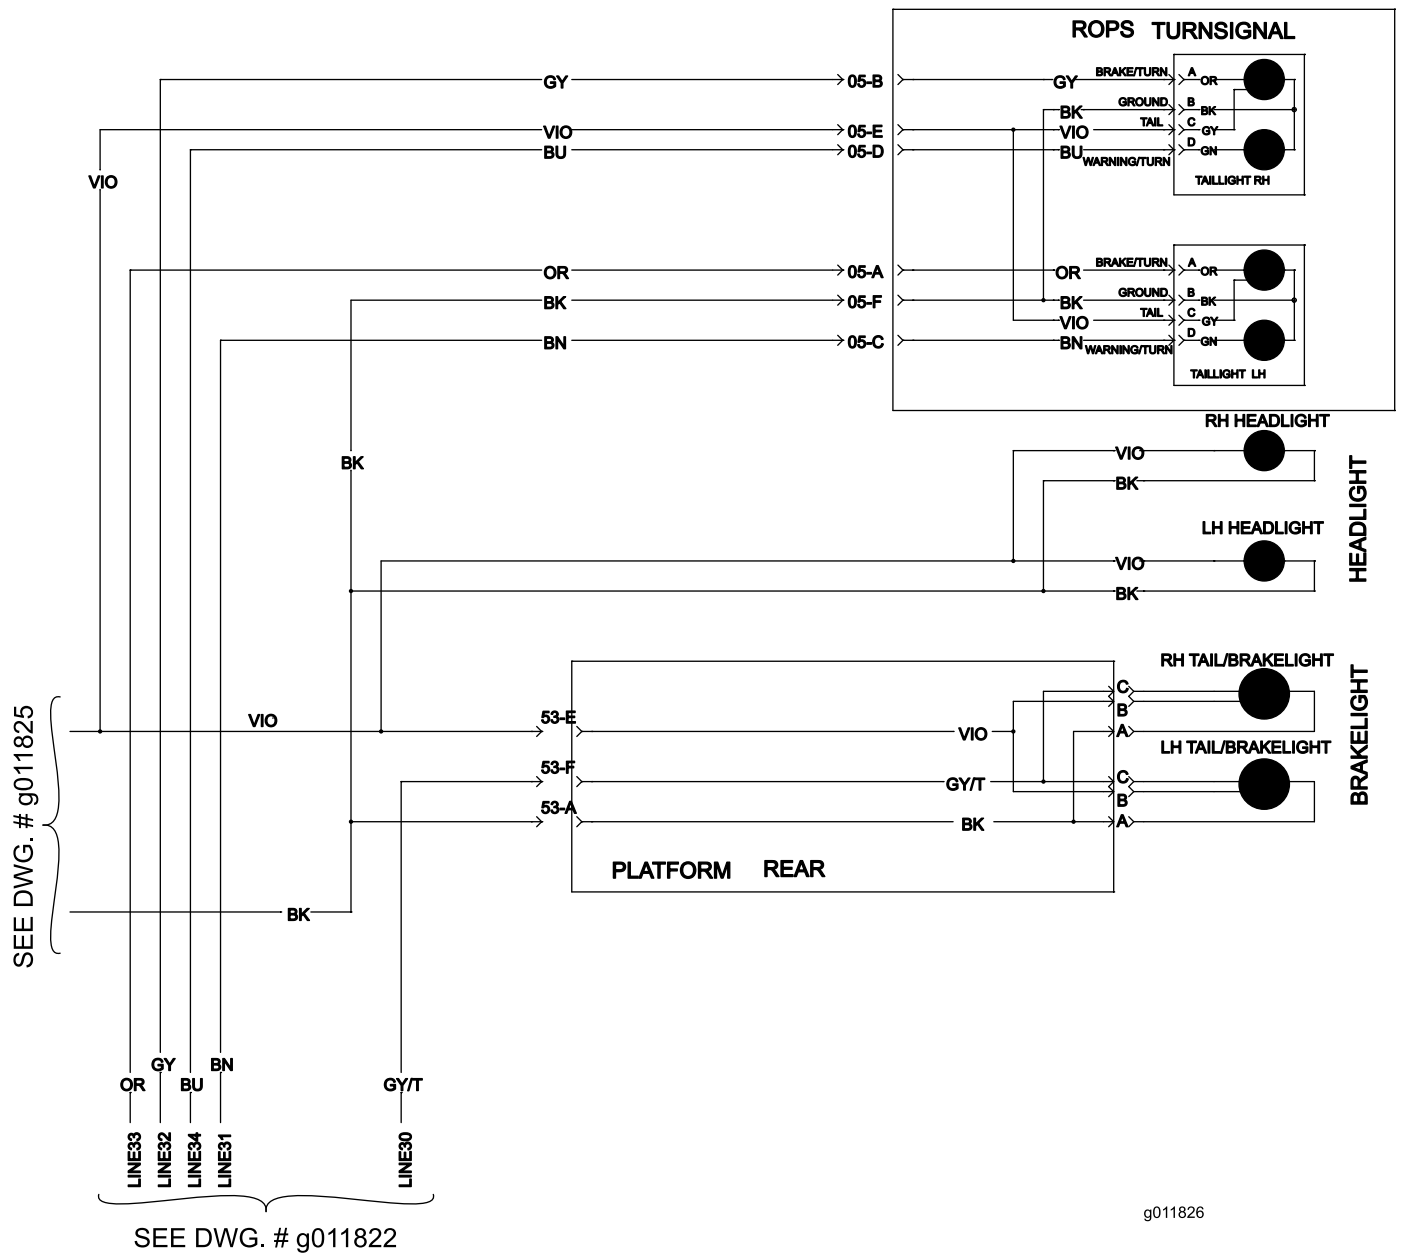 ROPS TURNSIGNAL
GY
05-B
GY
BRAKE/TURN
A
OR
BK
GROUND
B
BK
VIO
05-E
VIO
TAIL
C
GY
BU
05-D
BU
WARNING/TURN
D
GN
TAILLIGHT RH
VIO
OR
05-A
OR
BRAKE/TURN
A
OR
BK
05-F
BK
GROUND
B
BK
VIO
TAIL
C
GY
BN
05-C
BN
WARNING/TURN
D
GN
TAILLIGHT LH
RH HEADLIGHT
VIO
BK
BK
LH HEADLIGHT
VIO
BK
HEADLIGHT
RH TAIL/BRAKELIGHT
C
B
A
VIO
53-E
VIO
LH TAIL/BRAKELIGHT
53-F
GY/T
C
B
53-A
BK
A
BRAKELIGHT
PLATFORM REAR
BK
SEE DWG. # g011825
GY
BN
OR
BU
GY/T
LINE33
LINE32
LINE34
LINE31
LINE30
SEE DWG. # g011822
g011826